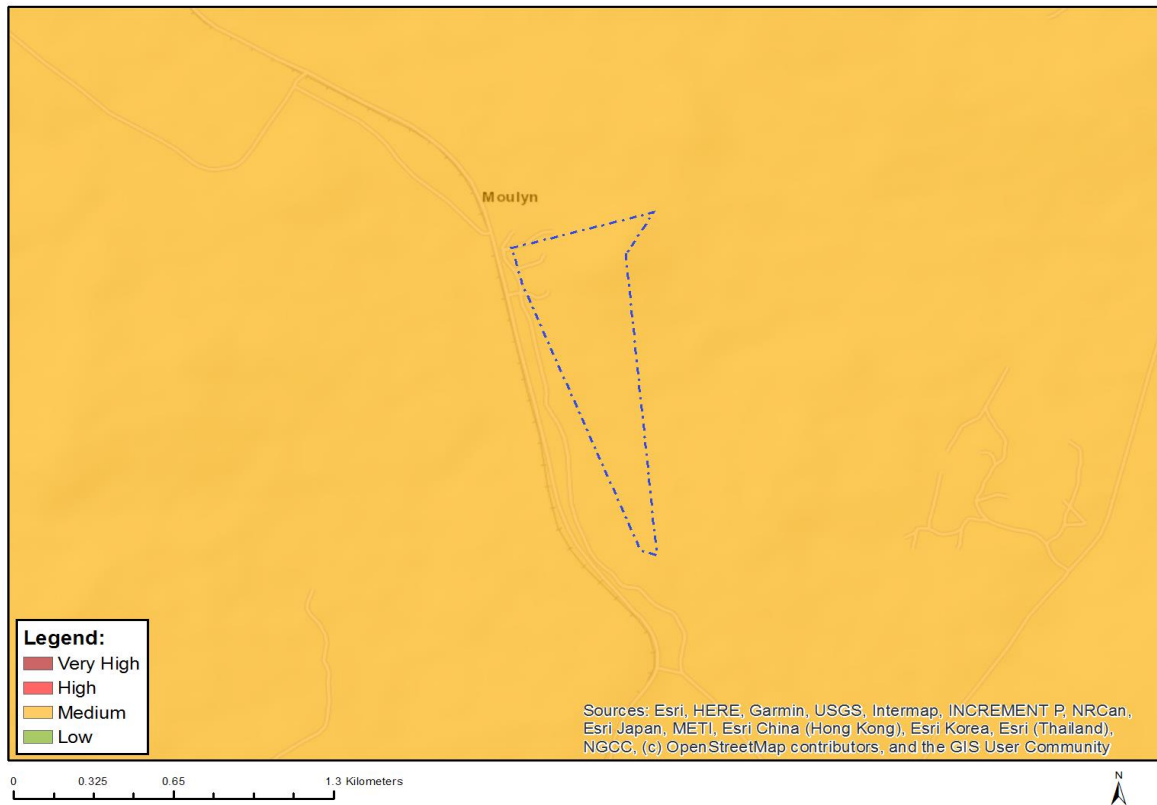 Moulyn
Legend:
Very High
High
Medium
Low
Sources: Esri, HERE, Garmin, USGS, Intermap, INCREMENT P, NRCan,
Esri Japan, METI, Esri China (Hong Kong), Esri Korea, Esri (Thailand),
NGCC, (c) OpenStreetMap contributors, and the GIS User Community
0 0.325 0.65 1.3 Kilometers
N